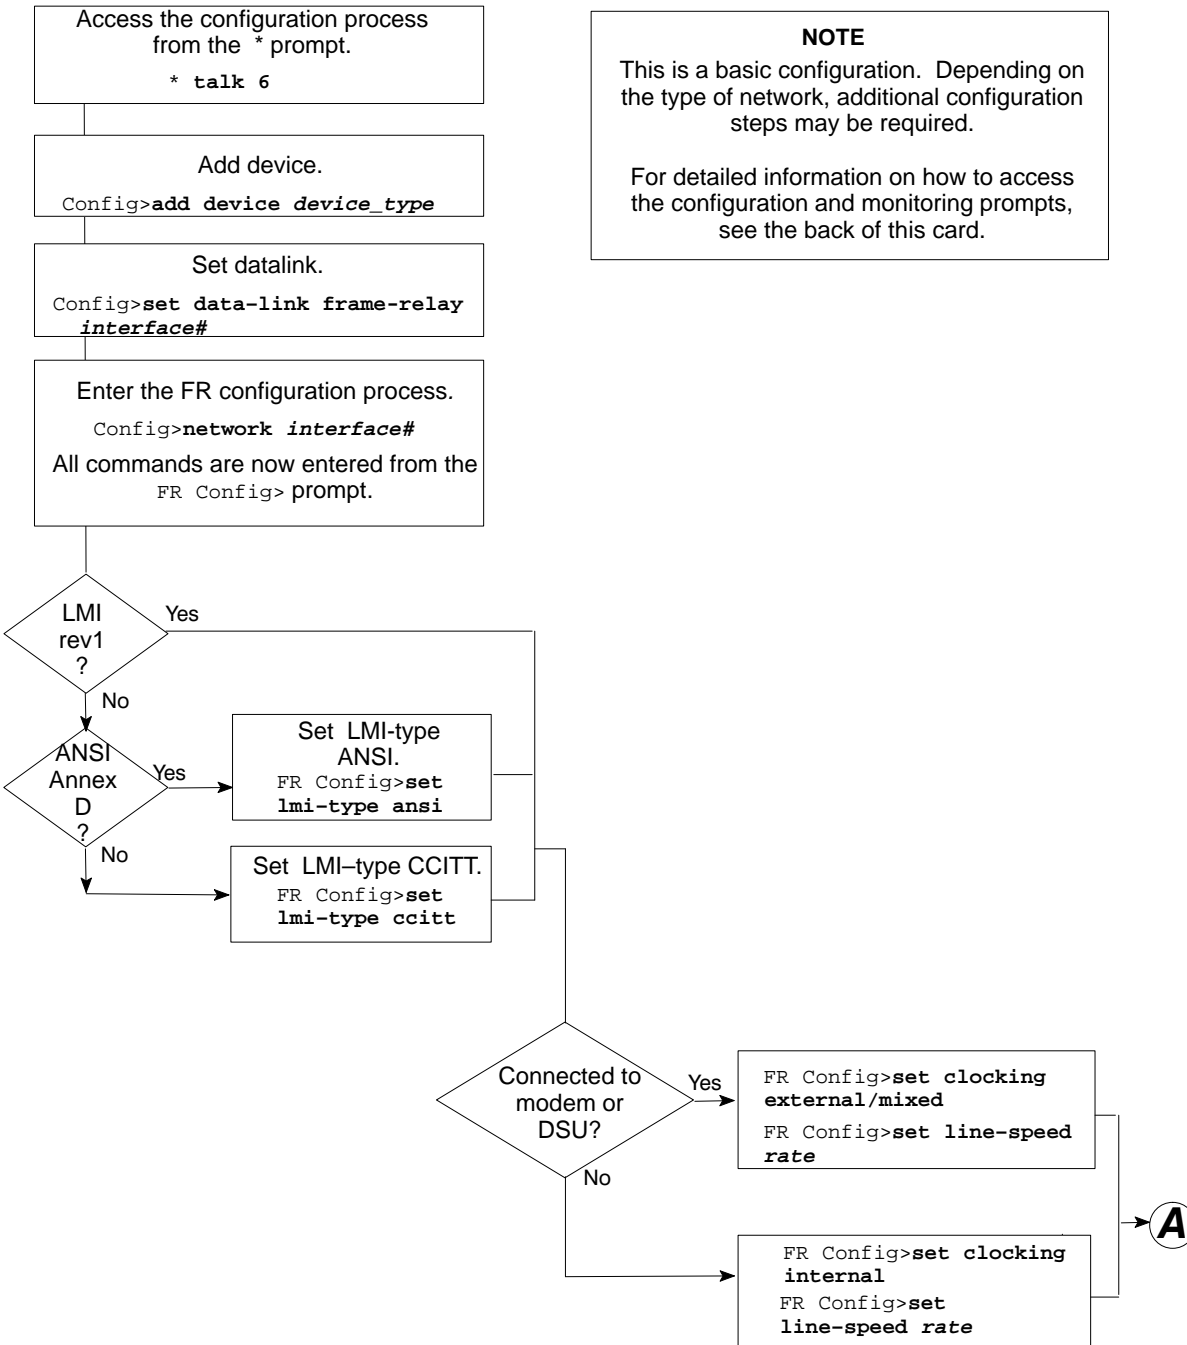 Access the configuration process
from the * prompt.
* talk 6
NOTE
This is a basic configuration. Depending on
the type of network, additional configuration
steps may be required.
For detailed information on how to access
the configuration and monitoring prompts,
see the back of this card.
Add device.
Config>add device device_type
Set datalink.
Config>set data–link frame-relay
interface#
Enter the FR configuration process.
Config>network interface#
All commands are now entered from the
FR Config> prompt.
LMI
rev1
?
Yes
No
ANSI
Annex
D
?
Yes
No
Set LMI-type
ANSI.
FR Config>set
lmi–type ansi
Set LMI–type CCITT.
FR Config>set
lmi–type ccitt
Connected to
modem or
DSU?
Yes
No
FR Config>set clocking
external/mixed
FR Config>set line-speed
rate
A
FR Config>set clocking
internal
FR Config>set
line–speed rate